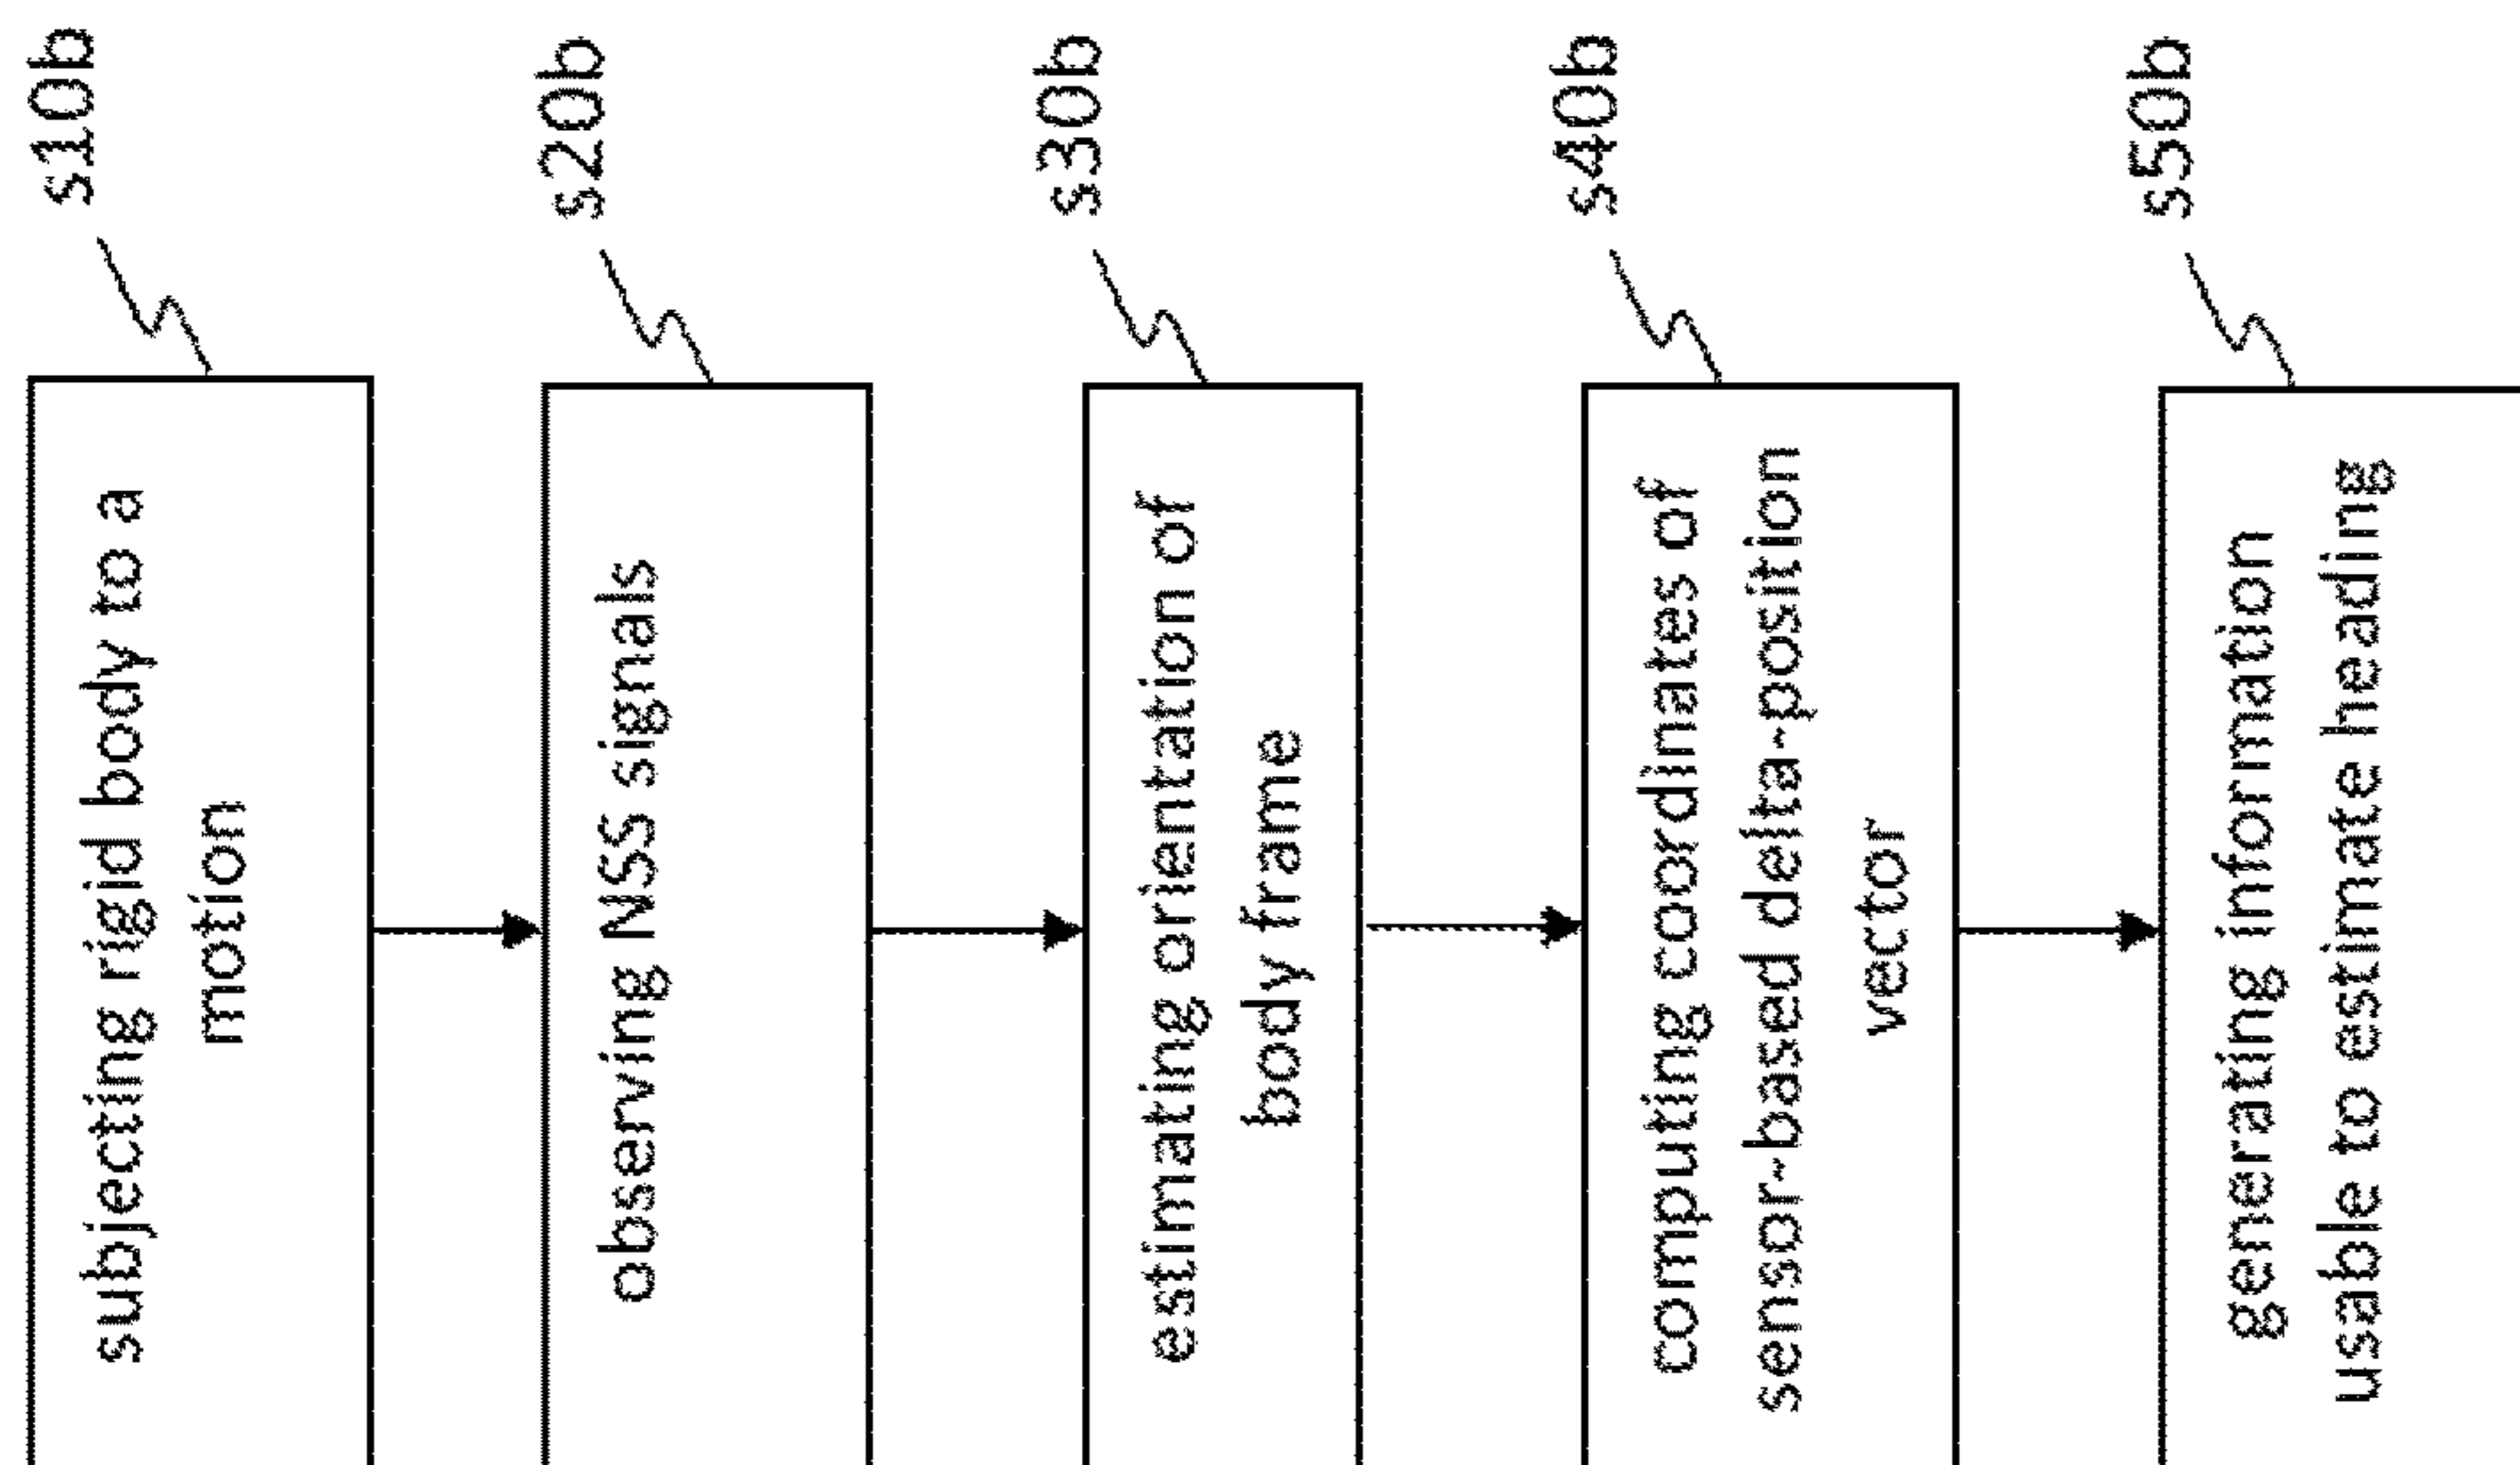 s10b
subjecting rigid body to a
motion
s20b
observing NSS signals
s30b
estimating orientation of
body frame
s40b
computing coordinates of
sensor-based delta-position
vector
s50b
generating information
usable to estimate heading